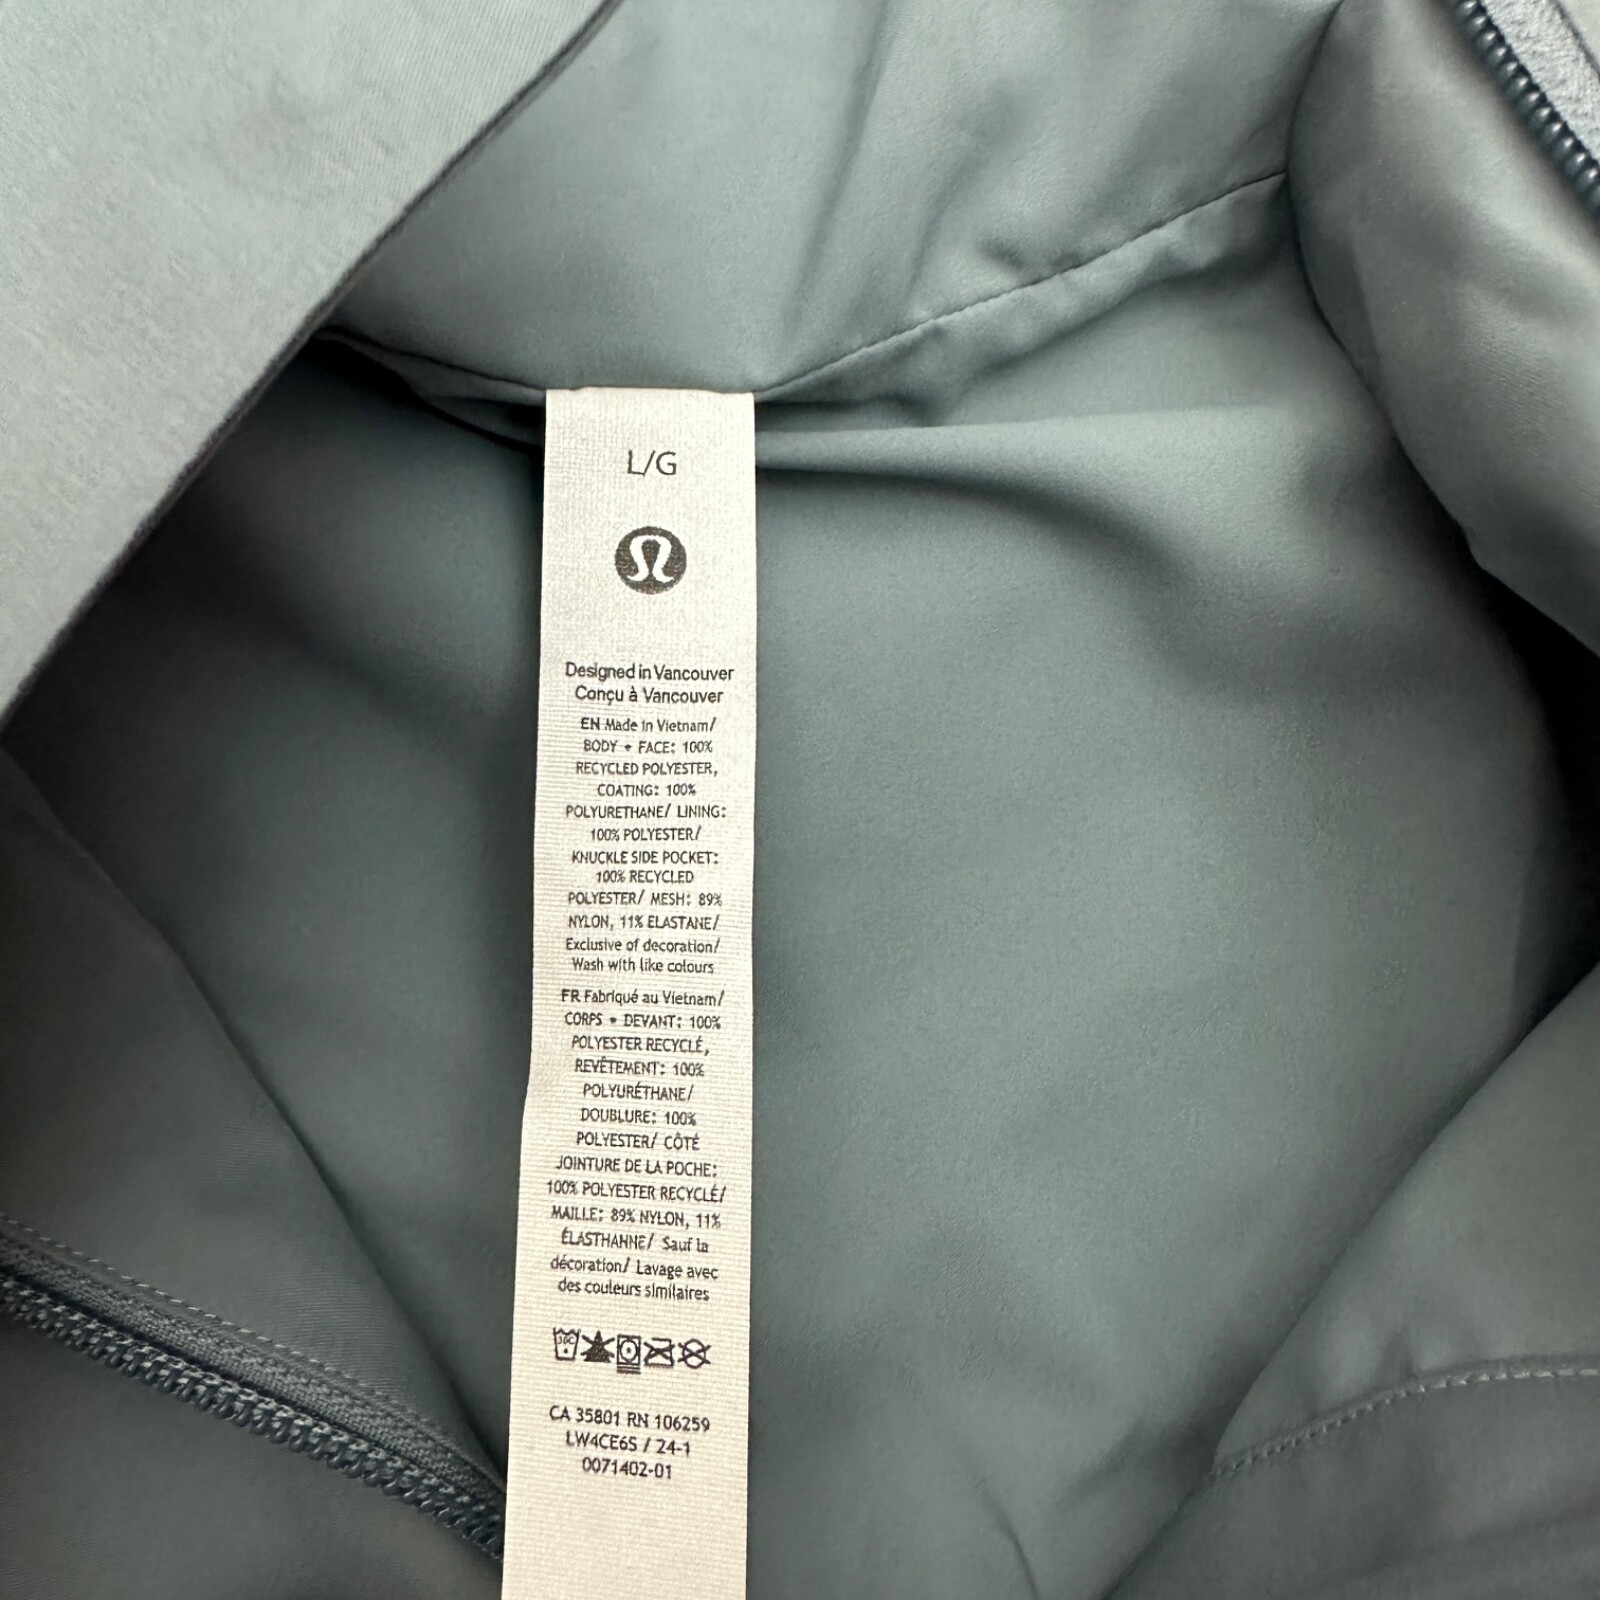 L/G
Designed in Vancouver
Conçu à Vancouver
EN Made in Vietnam/
BODY + FACE: 100%
RECYCLED POLYESTER,
COATING: 100%
POLYURETHANE/ LINING:
100% POLYESTER/
KNUCKLE SIDE POCKET:
100% RECYCLED
POLYESTER/ MESH: 89%
NYLON, 11% ELASTANE/
Exclusive of decoration/
Wash with like colours
FR Fabriqué au Vietnam/
CORPS + DEVANT: 100%
POLYESTER RECYCLÉ,
REVÊTEMENT: 100%
POLYURÉTHANE/
DOUBLURE: 100%
POLYESTER/ CÔTÉ
JOINTURE DE LA POCHE:
100% POLYESTER RECYCLÉ/
MAILLE: 89% NYLON, 11%
ÉLASTHANNE/ Sauf la
décoration/ Lavage avec
des couleurs similaires
30C
CA 35801 RN 106259
LW4CE6S / 24-1
0071402-01